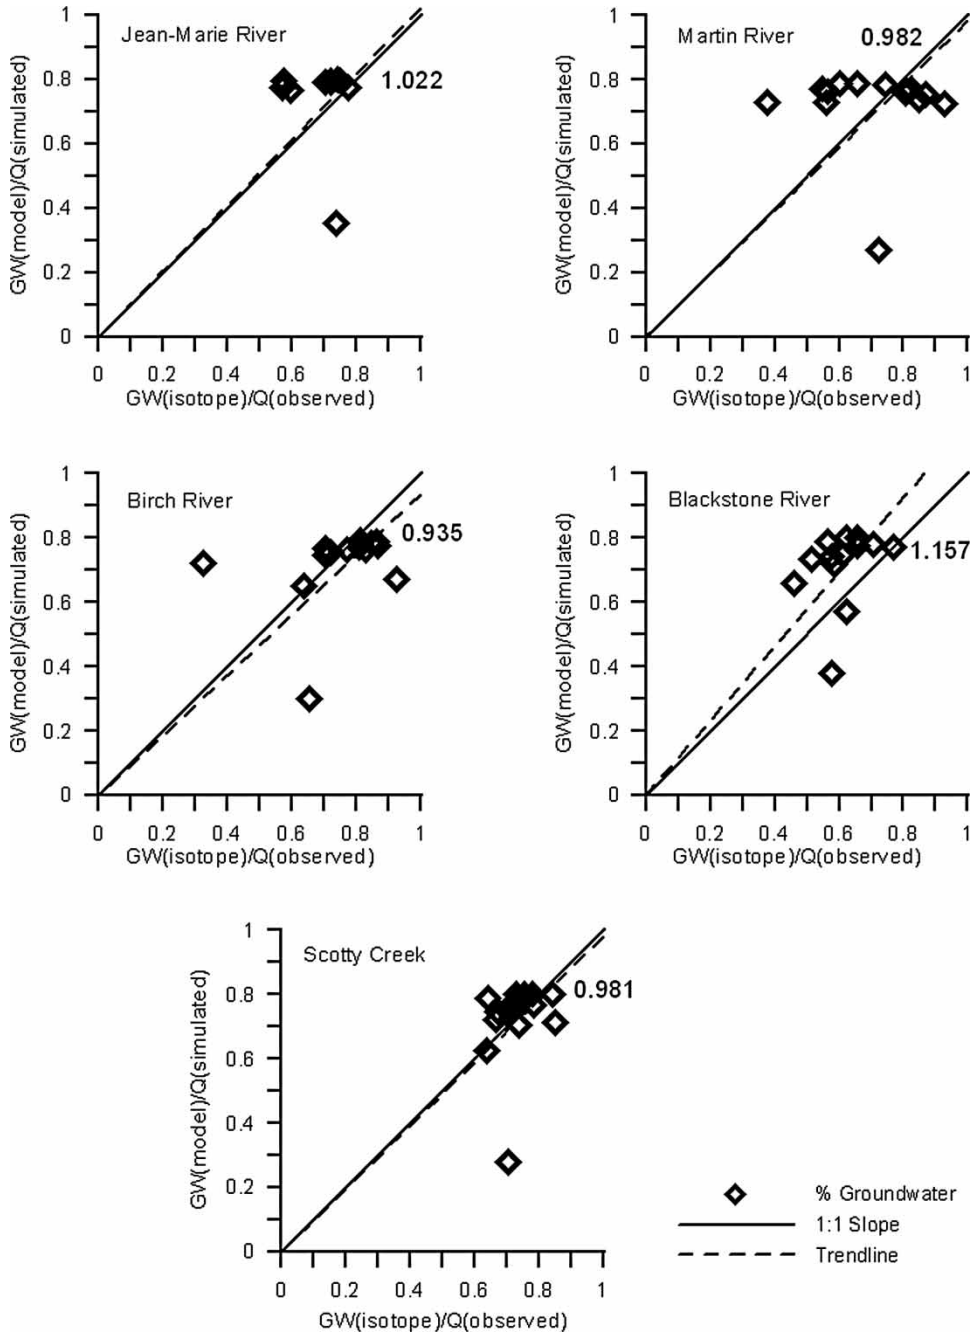 Jean-Marie River
1.022
GW(model)/Q(simulated)
1
0.8
0.6
0.4
0.2
0
0 0.2 0.4 0.6 0.8 1
GW(isotope)/Q(observed)
Martin River
0.982
GW(model)/Q(simulated)
1
0.8
0.6
0.4
0.2
0
0 0.2 0.4 0.6 0.8 1
GW(isotope)/Q(observed)
Birch River
0.935
GW(model)/Q(simulated)
1
0.8
0.6
0.4
0.2
0
0 0.2 0.4 0.6 0.8 1
GW(isotope)/Q(observed)
Blackstone River
1.157
GW(model)/Q(simulated)
1
0.8
0.6
0.4
0.2
0
0 0.2 0.4 0.6 0.8 1
GW(isotope)/Q(observed)
Scotty Creek
0.981
GW(model)/Q(simulated)
1
0.8
0.6
0.4
0.2
0
0 0.2 0.4 0.6 0.8 1
GW(isotope)/Q(observed)
% Groundwater
1:1 Slope
Trendline